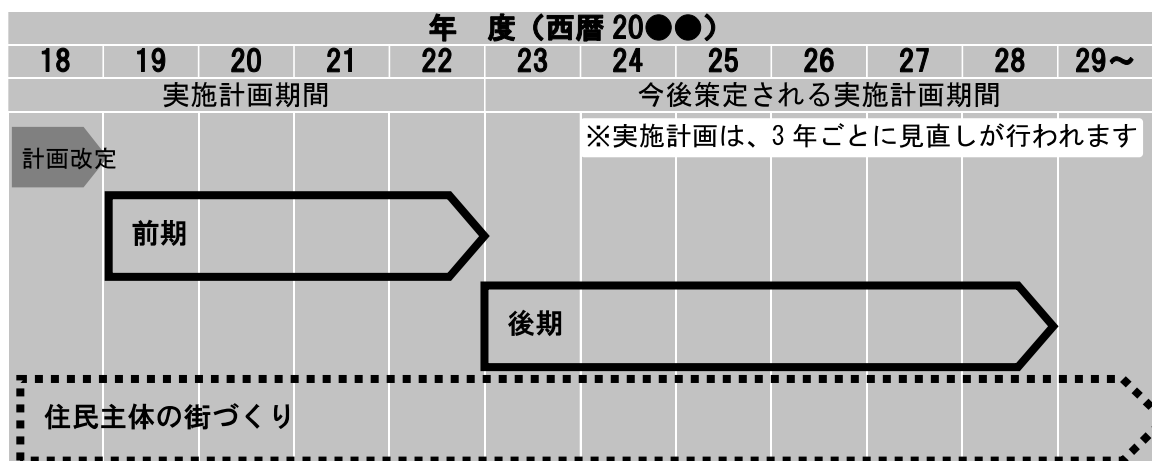 年　度（西暦 20●●）
18 19 20 21 22 23 24 25 26 27 28 29～
実施計画期間 今後策定される実施計画期間
※実施計画は、3 年ごとに見直しが行われます
計画改定
前期
後期
住民主体の街づくり